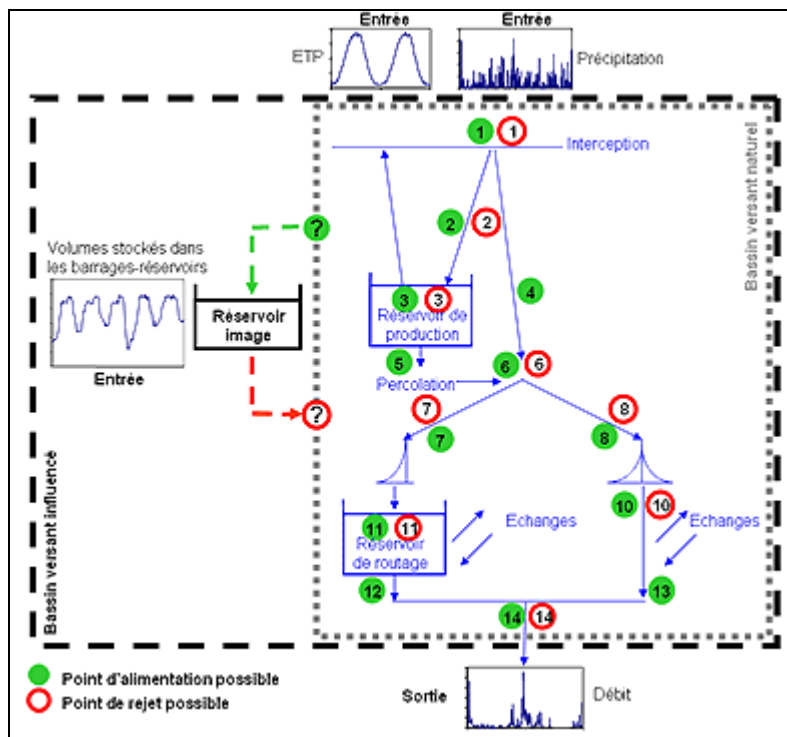 Entrée
Entrée
ETP
Précipitation
1 1
Interception
Bassin versant naturel
2 2
?
Volumes stockés dans
les barrages-réservoirs
3 3
4
Réservoir de
production
Réservoir
image
5
6 6
Entrée
Percolation
?
7
8
7
8
10 10
11 11
Echanges
Echanges
Réservoir
de routage
12
13
14 14
Bassin versant influencé
Point d'alimentation possible
Point de rejet possible
Sortie
Débit